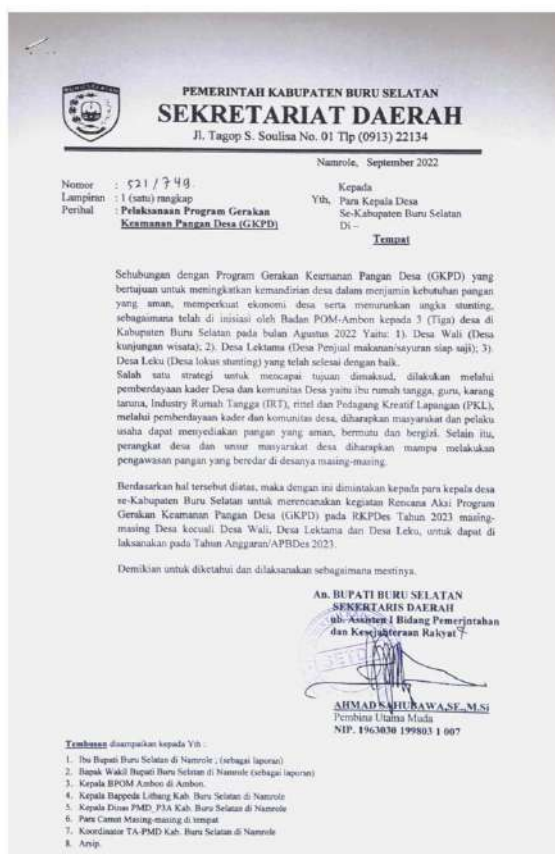 PEMERINTAH KABUPATEN BURU SELATAN
SEKRETARIAT DAERAH
Jl. Tagop S. Soulisa No. 01 Tlp (0913) 22134
Namrole, September 2022
Nomor : 521/749.
Lampiran : 1 (satu) rangkap
Perihal : Pelaksanaan Program Gerakan
Keamanan Pangan Desa (GKPD)
Kepada
Yth, Para Kepala Desa
Se-Kabupaten Buru Selatan
Di –
Tempat
Sehubungan dengan Program Gerakan Keamanan Pangan Desa (GKPD) yang
bertujuan untuk meningkatkan kemandirian desa dalam menjamin kebutuhan pangan
yang aman, memperkuat ekonomi desa serta menurunkan angka stunting,
sebagaimana telah di inisiasi oleh Badan POM-Ambon kepada 3 (Tiga) desa di
Kabupaten Buru Selatan pada bulan Agustus 2022 Yaitu: 1). Desa Wali (Desa
kunjungan wisata); 2). Desa Lektama (Desa Penjual makanan/sayuran siap saji); 3).
Desa Leku (Desa lokus stunting) yang telah selesai dengan baik.
Salah satu strategi untuk mencapai tujuan dimaksud, dilakukan melalui
pemberdayaan kader Desa dan komunitas Desa yaitu ibu rumah tangga, guru, karang
taruna, Industry Rumah Tangga (IRT), ritel dan Pedagang Kreatif Lapangan (PKL),
melalui pemberdayaan kader dan komunitas desa, diharapkan masyarakat dan pelaku
usaha dapat menyediakan pangan yang aman, bermutu dan bergizi. Selain itu,
perangkat desa dan unsur masyarakat desa diharapkan mampu melakukan
pengawasan pangan yang beredar di desanya masing-masing.
Berdasarkan hal tersebut diatas, maka dengan ini dimintakan kepada para kepala desa
se-Kabupaten Buru Selatan untuk merencanakan kegiatan Rencana Aksi Program
Gerakan Keamanan Pangan Desa (GKPD) pada RKPDes Tahun 2023 masing-
masing Desa kecuali Desa Wali, Desa Lektama dan Desa Leku, untuk dapat di
laksanakan pada Tahun Anggaran/APBDes 2023.
Demikian untuk diketahui dan dilaksanakan sebagaimana mestinya.
An. BUPATI BURU SELATAN
SEKERTARIS DAERAH
ub. Assisten I Bidang Pemerintahan
dan Kesejahteraan Rakyat
AHMAD SAHUBAWA,SE.,M.Si
Pembina Utama Muda
NIP. 1963030 199803 1 007
Tembusan disampaikan kepada Yth :
1. Ibu Bupati Buru Selatan di Namrole ; (sebagai laporan)
2. Bapak Wakil Bupati Buru Selatan di Namrole (sebagai laporan)
3. Kepala BPOM Ambon di Ambon.
4. Kepala Bappeda Litbang Kab. Buru Selatan di Namrole
5. Kepala Dinas PMD_P3A Kab. Buru Selatan di Namrole
6. Para Camat Masing-masing di tempat
7. Koordinator TA-PMD Kab. Buru Selatan di Namrole
8. Arsip.